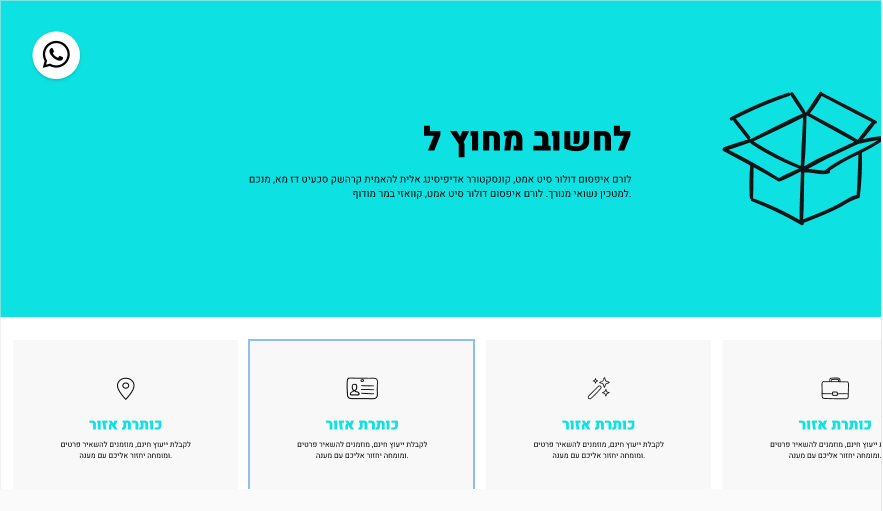 לחשוב מחוץ ל
לורם איפסום דולור סיט אמט, קונסקטורר אדיפיסינג אלית להאמית קרהשק סכעיט דז מא, מנכם
למטכין נשואי מנורך. לורם איפסום דולור סיט אמט, קוואזי במר מודוף.
כותרת אזור
לקבלת ייעוץ חינם, מוזמנים להשאיר
ומומחה יחזור אליכם עם מענה.
כותרת אזור
לקבלת ייעוץ חינם, מוזמנים להשאיר פרטים
ומומחה יחזור אליכם עם מענה.
כותרת אזור
לקבלת ייעוץ חינם, מוזמנים להשאיר פרטים
ומומחה יחזור אליכם עם מענה.
כותרת אזור
לקבלת ייעוץ חינם, מוזמנים להשאיר פרטים
ומומחה יחזור אליכם עם מענה.